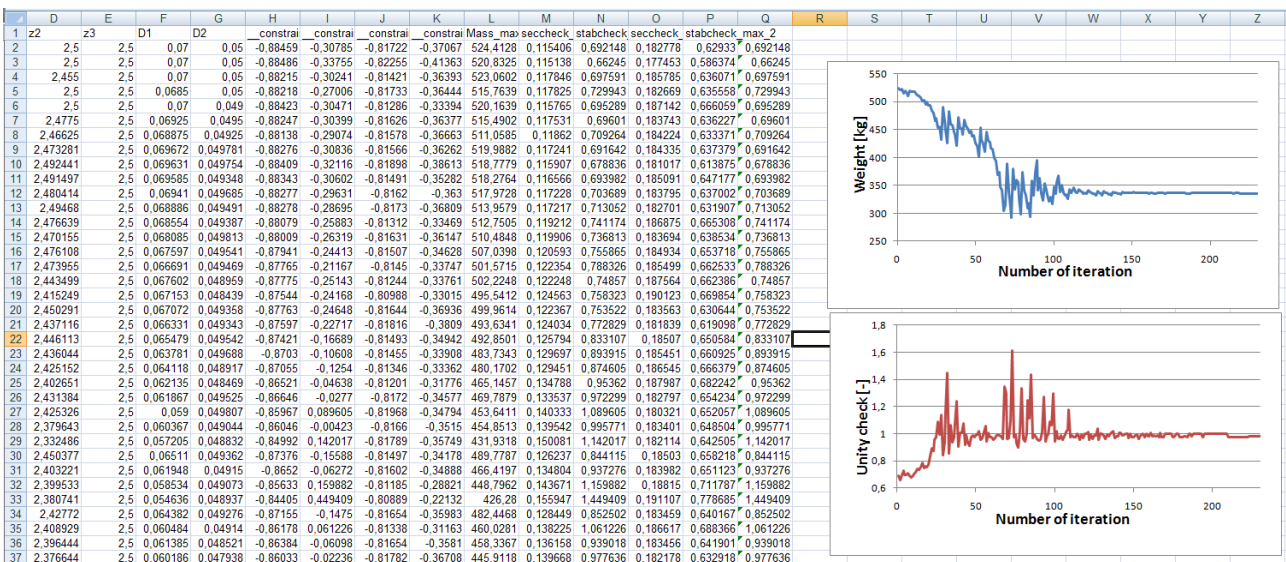 D E F G H I J K L M N O P Q R S T U V W X Y Z
1 z2 z3 D1 D2 __constrai __constrai __constrai __constrai Mass_max seccheck_ stabcheck_ seccheck_ stabcheck_max_2
2 2,5 2,5 0,07 0,05 -0,88459 -0,30785 -0,81722 -0,37067 524,4128 0,115406 0,692148 0,182778 0,62933 0,692148
3 2,5 2,5 0,07 0,05 -0,88486 -0,33755 -0,82255 -0,41363 520,8325 0,115138 0,66245 0,177453 0,586374 0,66245
4 2,455 2,5 0,07 0,05 -0,88215 -0,30241 -0,81421 -0,36393 523,0602 0,117846 0,697591 0,185785 0,636071 0,697591
5 2,5 2,5 0,0685 0,05 -0,88218 -0,27006 -0,81733 -0,36444 515,7639 0,117825 0,729943 0,182669 0,635558 0,729943
6 2,5 2,5 0,07 0,049 -0,88423 -0,30471 -0,81286 -0,33394 520,1639 0,115765 0,695289 0,187142 0,666059 0,695289
7 2,4775 2,5 0,06925 0,0495 -0,88247 -0,30399 -0,81626 -0,36377 515,4902 0,117531 0,69601 0,183743 0,636227 0,69601
8 2,46625 2,5 0,068875 0,04925 -0,88138 -0,29074 -0,81578 -0,36663 511,0585 0,11862 0,709264 0,184224 0,633371 0,709264
9 2,473281 2,5 0,069672 0,049781 -0,8876 -0,30836 -0,81566 -0,36262 519,9888 0,116241 0,691642 0,184335 0,637379 0,691642
10 2,492441 2,5 0,069631 0,049754 -0,88409 -0,32116 -0,81898 -0,38613 518,7779 0,115907 0,678836 0,181017 0,613875 0,678836
11 2,491497 2,5 0,069585 0,049348 -0,88343 -0,30602 -0,81491 -0,35282 518,2764 0,116566 0,693982 0,185091 0,647177 0,693982
12 2,480414 2,5 0,06941 0,049685 -0,88277 -0,29631 -0,8162 -0,363 517,9728 0,117228 0,703689 0,183795 0,637002 0,703689
13 2,49468 2,5 0,068886 0,049491 -0,88278 -0,28695 -0,8173 -0,36809 513,9579 0,117217 0,713052 0,182701 0,631907 0,713052
14 2,476639 2,5 0,068554 0,049387 -0,88079 -0,25883 -0,81312 -0,33469 512,7505 0,119212 0,741174 0,186875 0,665308 0,741174
15 2,470155 2,5 0,068085 0,049813 -0,88009 -0,26319 -0,81631 -0,36147 510,4848 0,119906 0,736813 0,183694 0,638534 0,736813
16 2,476108 2,5 0,067597 0,049541 -0,87941 -0,24413 -0,81507 -0,34628 507,0398 0,120593 0,755865 0,184934 0,653718 0,755865
17 2,473955 2,5 0,066691 0,049469 -0,87765 -0,21167 -0,8145 -0,33747 501,5715 0,122354 0,788326 0,185499 0,662533 0,788326
18 2,443499 2,5 0,067602 0,048959 -0,87775 -0,25143 -0,81244 -0,33761 502,2248 0,122248 0,74857 0,187564 0,662386 0,74857
19 2,415249 2,5 0,067153 0,048439 -0,87544 -0,24168 -0,80988 -0,33015 495,5412 0,124563 0,758323 0,190123 0,669854 0,758323
20 2,450291 2,5 0,067072 0,049358 -0,87763 -0,24648 -0,81644 -0,36936 499,9614 0,122367 0,753522 0,183563 0,630644 0,753522
21 2,437116 2,5 0,066331 0,049343 -0,87597 -0,22717 -0,81816 -0,3809 493,6341 0,124034 0,772829 0,181839 0,619098 0,772829
22 2,446113 2,5 0,065479 0,049542 -0,87421 -0,16689 -0,81493 -0,34942 492,8501 0,125794 0,833107 0,18507 0,650584 0,833107
23 2,436044 2,5 0,063781 0,049688 -0,8703 -0,10608 -0,81455 -0,33908 483,7343 0,129697 0,893915 0,185451 0,660925 0,893915
24 2,425152 2,5 0,064118 0,048917 -0,87055 -0,1254 -0,81346 -0,33362 480,1702 0,129451 0,874605 0,186545 0,666379 0,874605
25 2,402651 2,5 0,062135 0,048469 -0,86521 -0,04638 -0,81201 -0,31776 465,1457 0,134788 0,95362 0,187987 0,682242 0,95362
26 2,431384 2,5 0,061867 0,049525 -0,86646 -0,0277 -0,8172 -0,34577 469,7879 0,133537 0,972299 0,182797 0,654234 0,972299
27 2,425326 2,5 0,059 0,049807 -0,85967 0,089605 -0,81968 -0,34794 453,6411 0,140333 1,089605 0,180321 0,652057 1,089605
28 2,379643 2,5 0,060367 0,049044 -0,86046 -0,00423 -0,8166 -0,3515 454,8513 0,139542 0,995771 0,183401 0,648504 0,995771
29 2,332486 2,5 0,057205 0,048832 -0,84992 0,142017 -0,81789 -0,35749 431,9318 0,150081 1,142017 0,182114 0,642505 1,142017
30 2,450377 2,5 0,06511 0,049261 -0,87376 -0,15589 -0,81497 -0,34178 489,7787 0,126237 0,844115 0,18503 0,658218 0,844115
31 2,403221 2,5 0,061948 0,04915 -0,8652 -0,06272 -0,81602 -0,34888 466,4197 0,134804 0,937276 0,183982 0,651123 0,937276
32 2,399533 2,5 0,058534 0,049073 -0,85633 0,159882 -0,81185 -0,28821 448,7962 0,143671 1,159882 0,18815 0,711787 1,159882
33 2,380741 2,5 0,054636 0,048937 -0,84405 0,449409 -0,80889 -0,22132 426,28 0,155947 1,449409 0,191107 0,778685 1,449409
34 2,42772 2,5 0,064382 0,049276 -0,87155 -0,1475 -0,81654 -0,35983 482,4468 0,128449 0,852502 0,183459 0,640167 0,852502
35 2,408929 2,5 0,060484 0,04914 -0,86178 0,061226 -0,81338 -0,31163 460,0281 0,138225 1,061226 0,186617 0,688366 1,061226
36 2,396444 2,5 0,061385 0,048521 -0,86384 -0,06098 -0,81654 -0,3581 458,3367 0,136158 0,939018 0,183456 0,641901 0,939018
37 2,376644 2,5 0,060186 0,047938 -0,86033 -0,02236 -0,81782 -0,36708 445,9118 0,139668 0,977636 0,182178 0,632918 0,977636
Weight [kg]
550
500
450
400
350
300
250
0 50 100 150 200
Number of iteration
Unity check [-]
1,8
1,6
1,4
1,2
1
0,8
0,6
0 50 100 150 200
Number of iteration